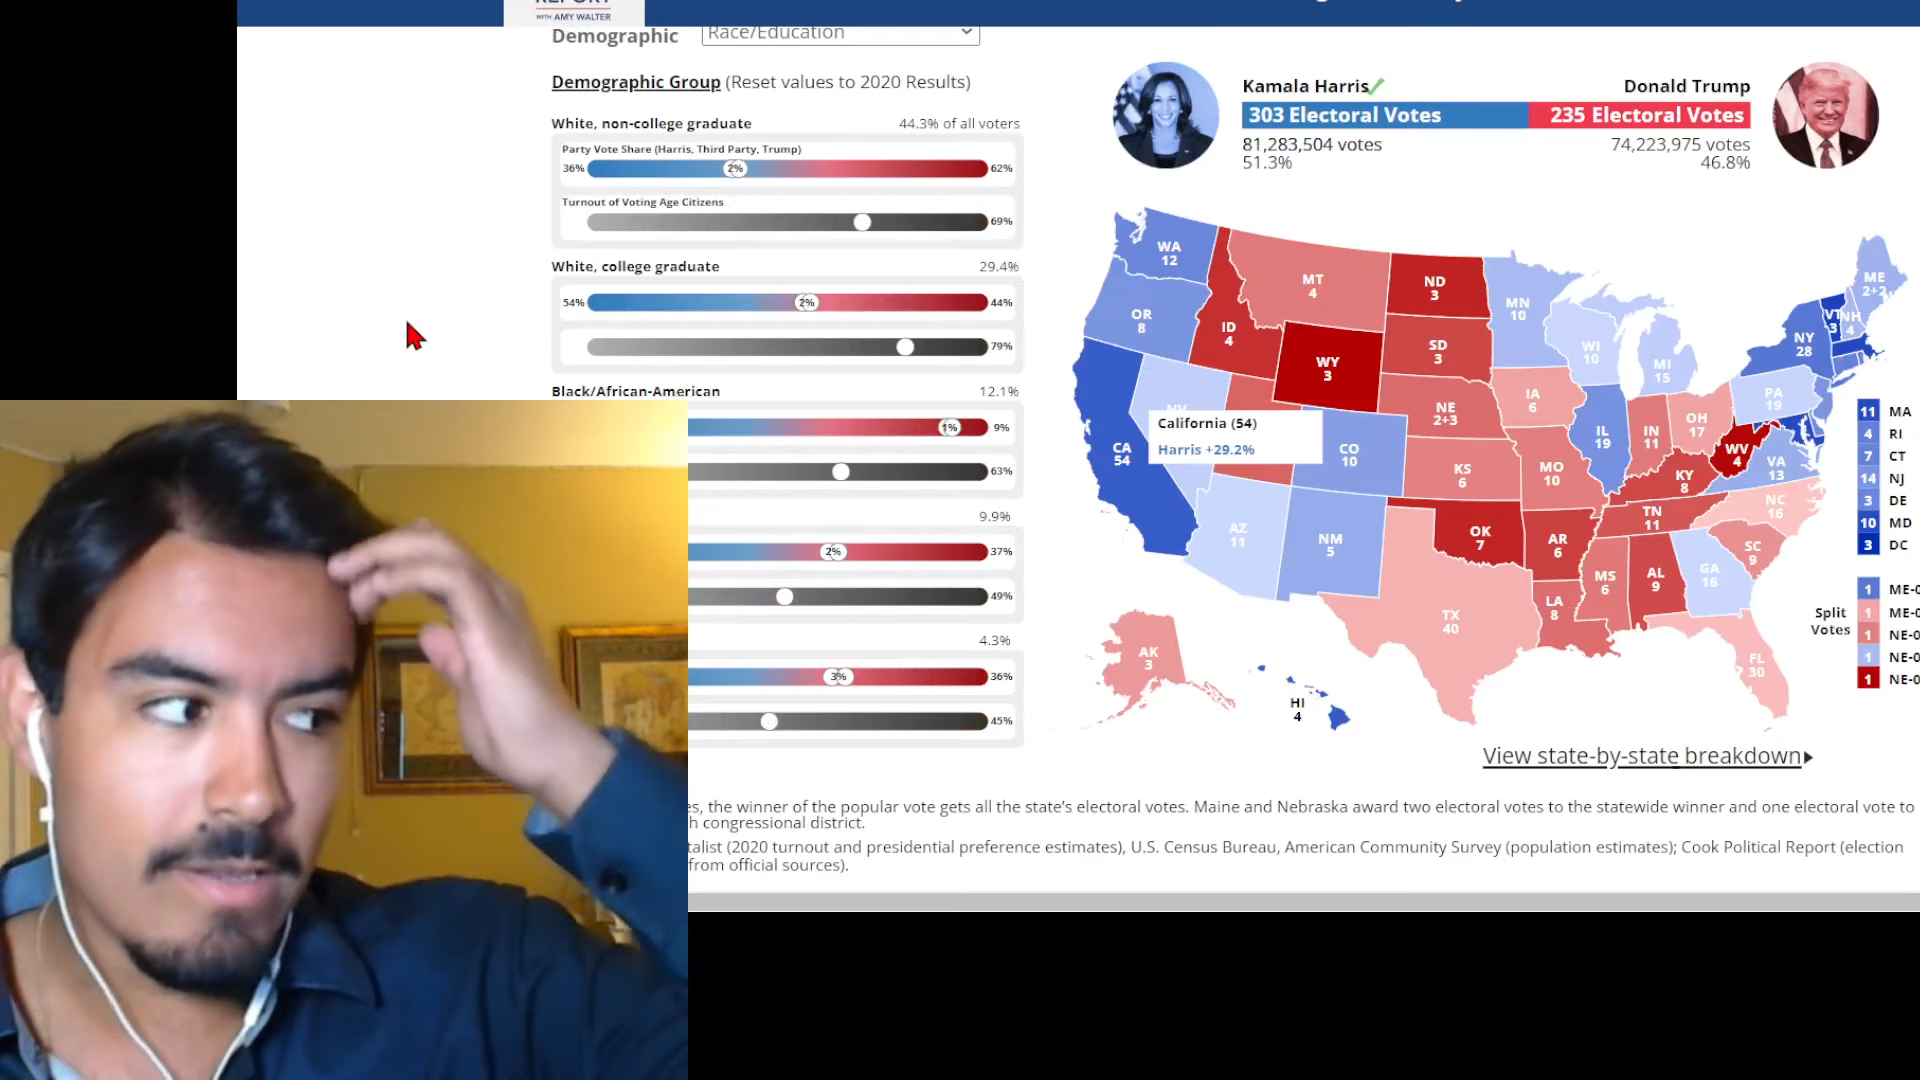 REPORT
WITH AMY WALTER
Demographic
Race/Education
Demographic Group (Reset values to 2020 Results)
White, non-college graduate 44.3% of all voters
Party Vote Share (Harris, Third Party, Trump)
36% 2% 62%
Turnout of Voting Age Citizens
69%
White, college graduate 29.4%
54% 2% 44%
79%
Black/African-American 12.1%
1% 9%
63%
9.9%
2% 37%
49%
4.3%
3% 36%
45%
Kamala Harris Donald Trump
303 Electoral Votes 235 Electoral Votes
81,283,504 votes 74,223,975 votes
51.3% 46.8%
WA
12
OR
8
ID
4
MT
4
ND
3
SD
3
WY
3
NE
2+3
MN
10
WI
10
MI
15
IA
6
IL
19
IN
11
OH
17
PA
19
NY
28
VT
3
NH
4
ME
2+2
CA
54
NV
California (54)
Harris +29.2%
CO
10
KS
6
MO
10
KY
8
WV
4
VA
13
NC
16
TN
11
SC
9
AZ
11
NM
5
OK
7
AR
6
MS
6
AL
9
GA
16
LA
8
TX
40
FL
30
AK
3
HI
4
11 MA
4 RI
7 CT
14 NJ
3 DE
10 MD
3 DC
Split
Votes
1 ME-0
1 ME-0
1 NE-0
1 NE-0
1 NE-0
View state-by-state breakdown
es, the winner of the popular vote gets all the state's electoral votes. Maine and Nebraska award two electoral votes to the statewide winner and one electoral vote to
h congressional district.
talist (2020 turnout and presidential preference estimates), U.S. Census Bureau, American Community Survey (population estimates); Cook Political Report (election
from official sources).